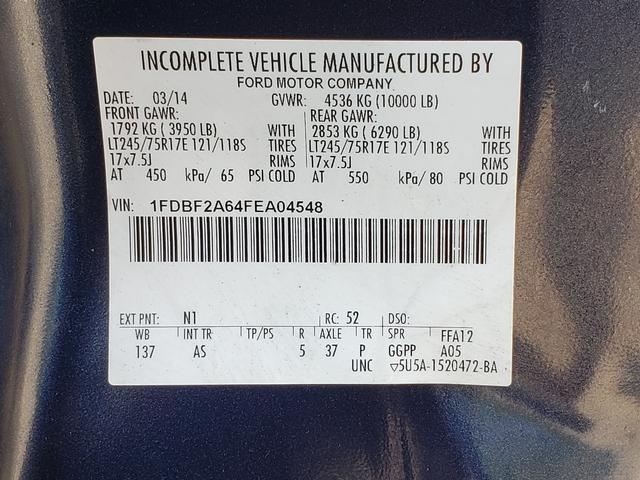 INCOMPLETE VEHICLE MANUFACTURED BY
FORD MOTOR COMPANY
DATE: 03/14 GVWR: 4536 KG (10000 LB)
FRONT GAWR: REAR GAWR:
1792 KG (3950 LB) WITH 2853 KG (6290 LB) WITH
LT245/75R17E 121/118S TIRES LT245/75R17E 121/118S TIRES
17x7.5J RIMS 17x7.5J RIMS
AT 450 kPa/ 65 PSI COLD AT 550 kPa/ 80 PSI COLD
VIN: 1FDBF2A64FEA04548
EXT PNT: N1 RC: 52 DSO:
WB INT TR TP/PS R AXLE TR SPR FFA12
137 AS 5 37 P GGPP A05
UNC ▽5U5A-1520472-BA